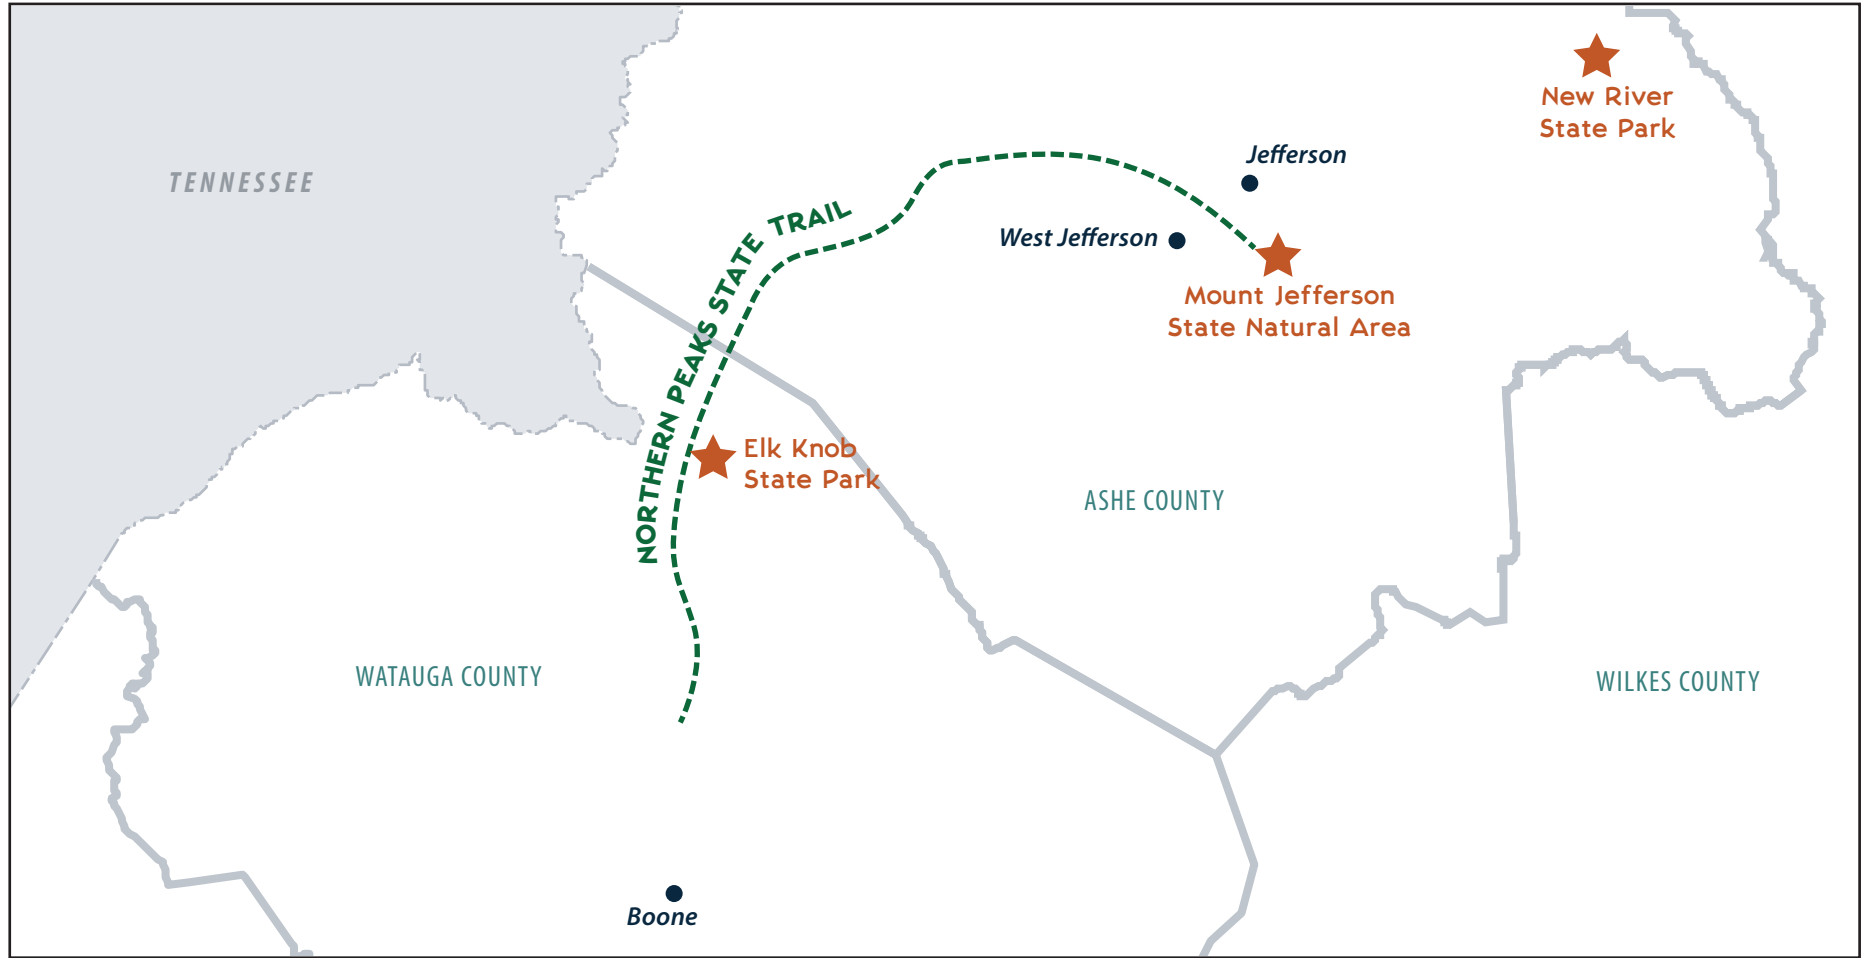 New River
State Park
Jefferson
TENNESSEE
NORTHERN PEAKS STATE TRAIL
West Jefferson
Mount Jefferson
State Natural Area
Elk Knob
State Park
ASHE COUNTY
WATAUGA COUNTY
WILKES COUNTY
Boone